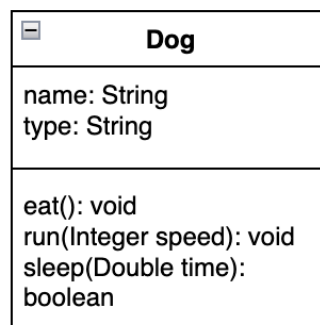 Dog
name: String
type: String
eat(): void
run(Integer speed): void
sleep(Double time):
boolean